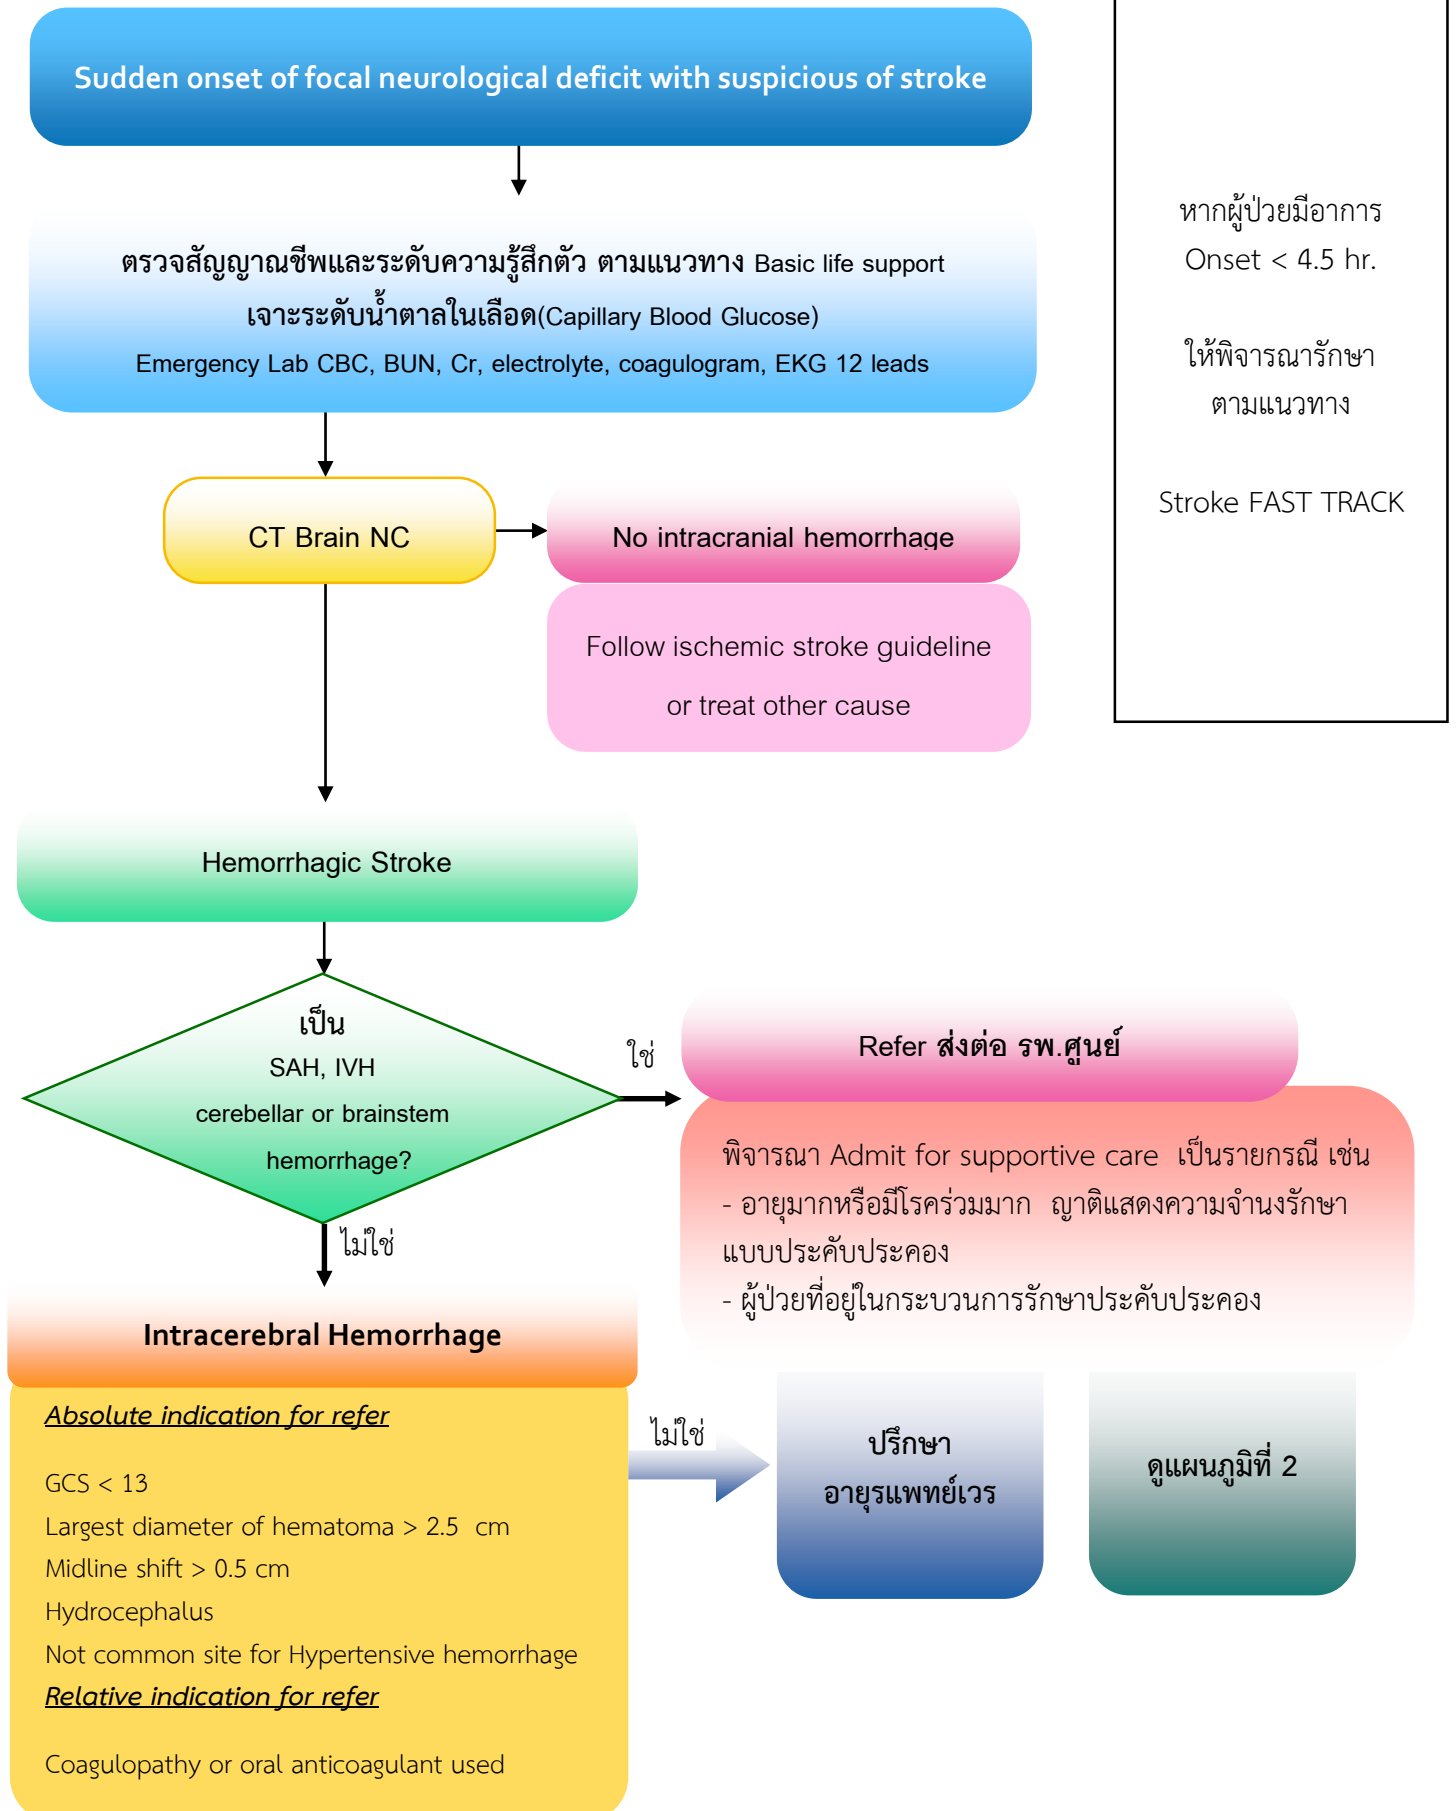 Sudden onset of focal neurological deficit with suspicious of stroke
ตรวจสัญญาณชีพและระดับความรู้สึกตัว ตามแนวทาง Basic life support
เจาะระดับน้ำตาลในเลือด(Capillary Blood Glucose)
Emergency Lab CBC, BUN, Cr, electrolyte, coagulogram, EKG 12 leads
หากผู้ป่วยมีอาการ
Onset < 4.5 hr.
ให้พิจารณารักษา
ตามแนวทาง
Stroke FAST TRACK
CT Brain NC
No intracranial hemorrhage
Follow ischemic stroke guideline
or treat other cause
Hemorrhagic Stroke
เป็น
SAH, IVH
cerebellar or brainstem
hemorrhage?
ใช่
Refer ส่งต่อ รพ.ศูนย์
พิจารณา Admit for supportive care เป็นรายกรณี เช่น
- อายุมากหรือมีโรคร่วมมาก ญาติแสดงความจำนงรักษา
แบบประคับประคอง
- ผู้ป่วยที่อยู่ในกระบวนการรักษาประคับประคอง
ไม่ใช่
Intracerebral Hemorrhage
Absolute indication for refer
GCS < 13
Largest diameter of hematoma > 2.5 cm
Midline shift > 0.5 cm
Hydrocephalus
Not common site for Hypertensive hemorrhage
Relative indication for refer
Coagulopathy or oral anticoagulant used
ไม่ใช่
ปรึกษา
อายุรแพทย์เวร
ดูแผนภูมิที่ 2